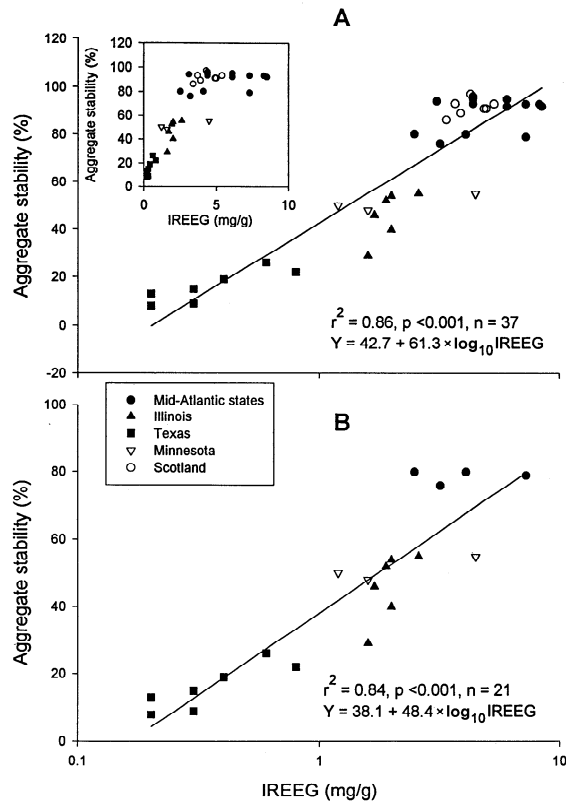 A
Aggregate stability (%)
120
100
80
60
40
20
0
-20
Aggregate stability (%)
120
100
80
60
40
20
0
0 5 10
IREEG (mg/g)
r2 = 0.86, p <0.001, n = 37
Y = 42.7 + 61.3 × log10IREEG
Mid-Atlantic states
Illinois
Texas
Minnesota
Scotland
B
Aggregate stability (%)
100
80
60
40
20
0
r2 = 0.84, p <0.001, n = 21
Y = 38.1 + 48.4 × log10IREEG
0.1 1 10
IREEG (mg/g)